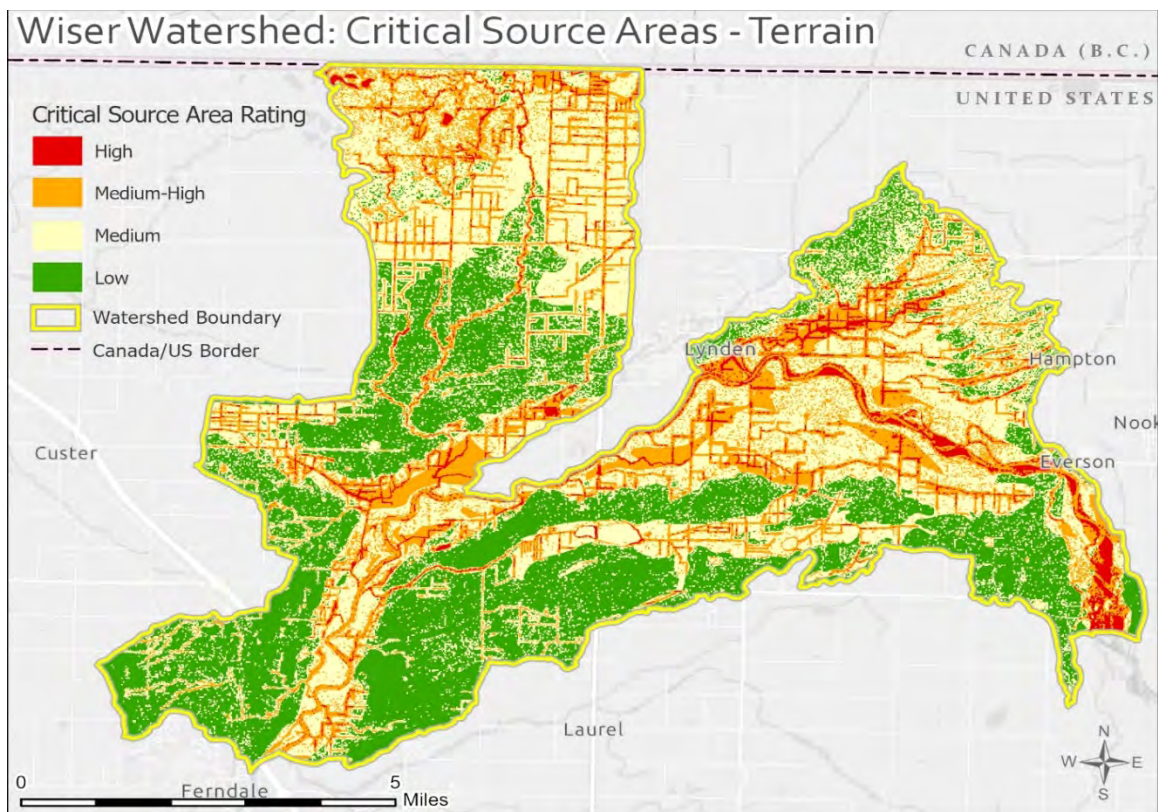 Wiser Watershed: Critical Source Areas - Terrain
CANADA (B.C.)
UNITED STATES
Critical Source Area Rating
High
Medium-High
Medium
Low
Watershed Boundary
Canada/US Border
Lynden
Hampton
Nook
Custer
Everson
Laurel
N
W E
S
0 5
Miles
Ferndale